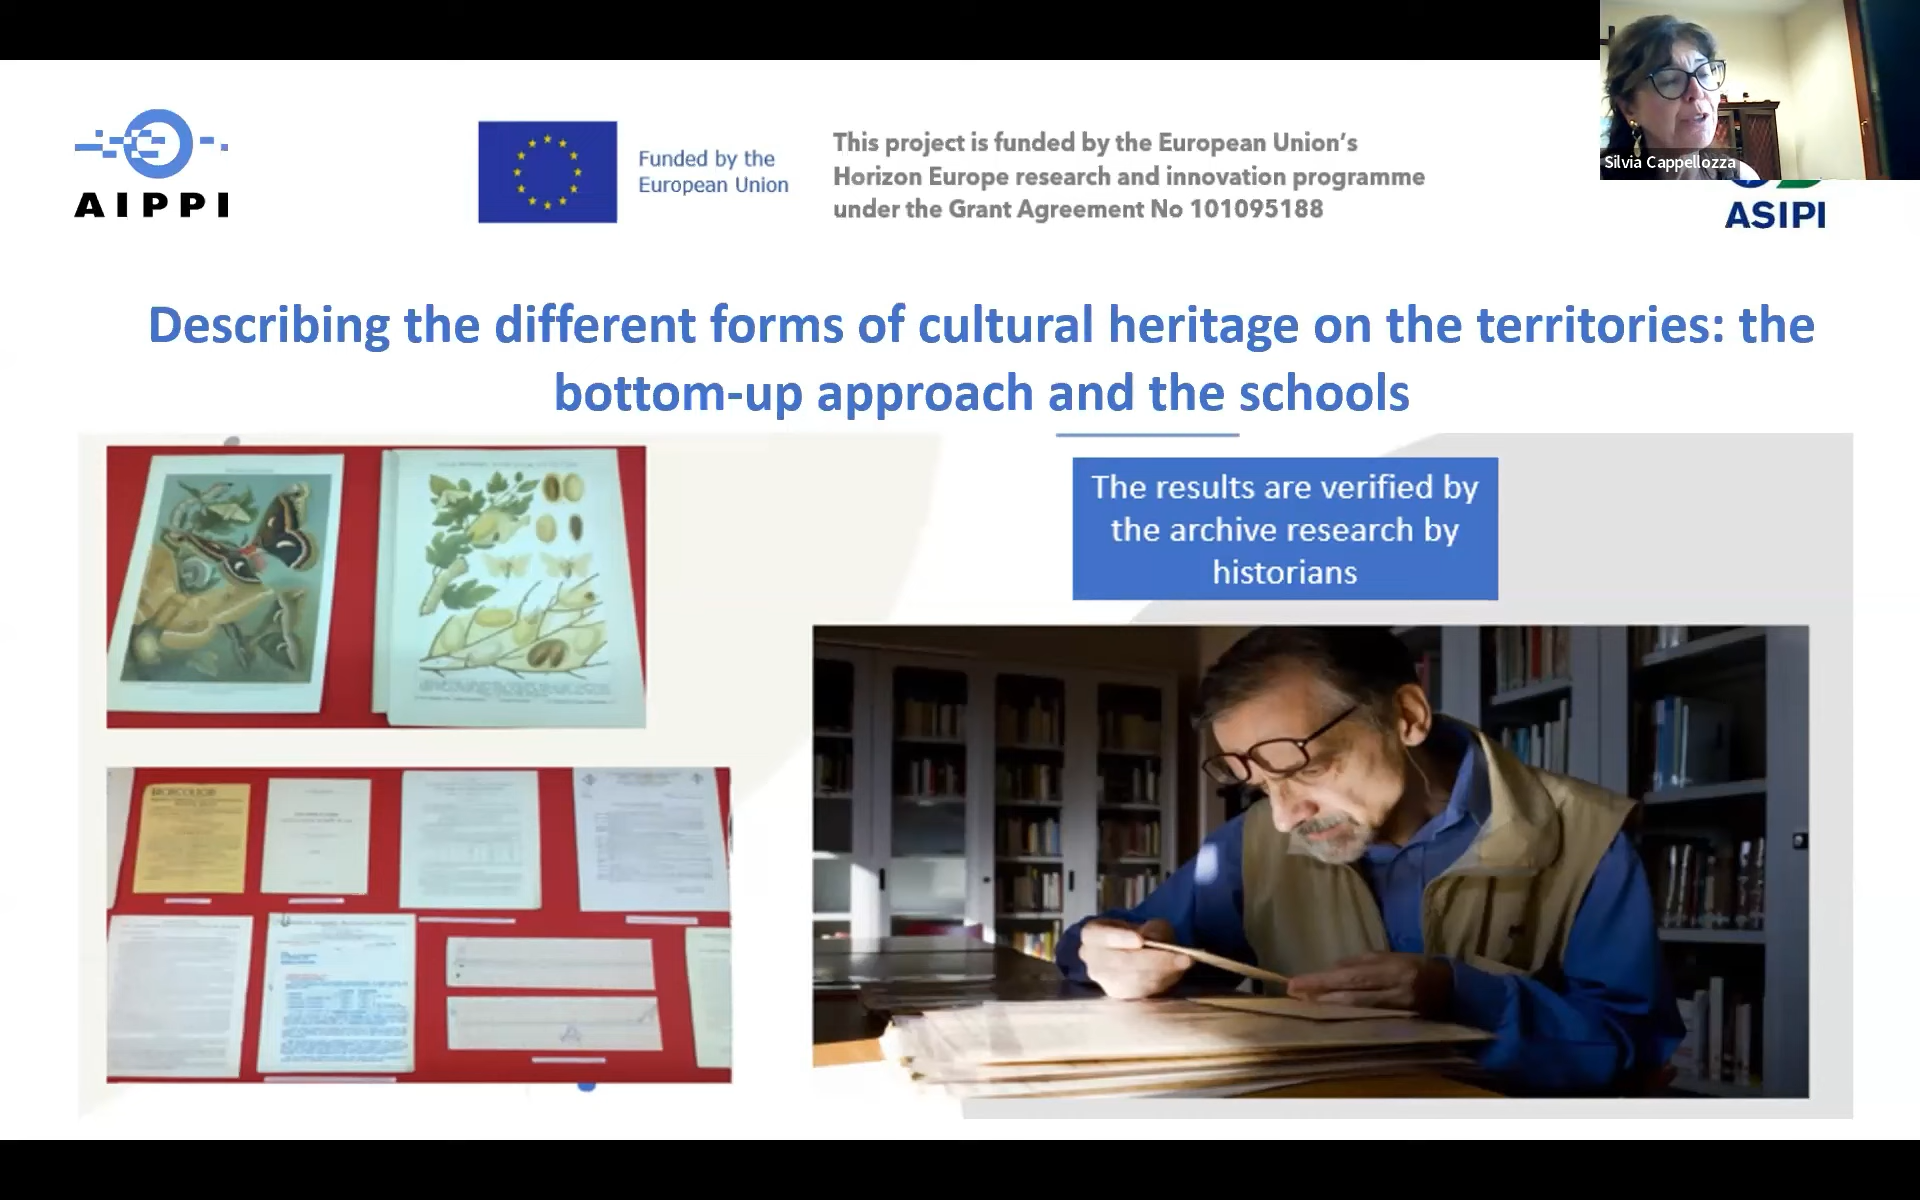 Silvia Cappellozza
AIPPI
Funded by the
European Union
This project is funded by the European Union's
Horizon Europe research and innovation programme
under the Grant Agreement No 101095188
ASIPI
Describing the different forms of cultural heritage on the territories: the
bottom-up approach and the schools
The results are verified by
the archive research by
historians